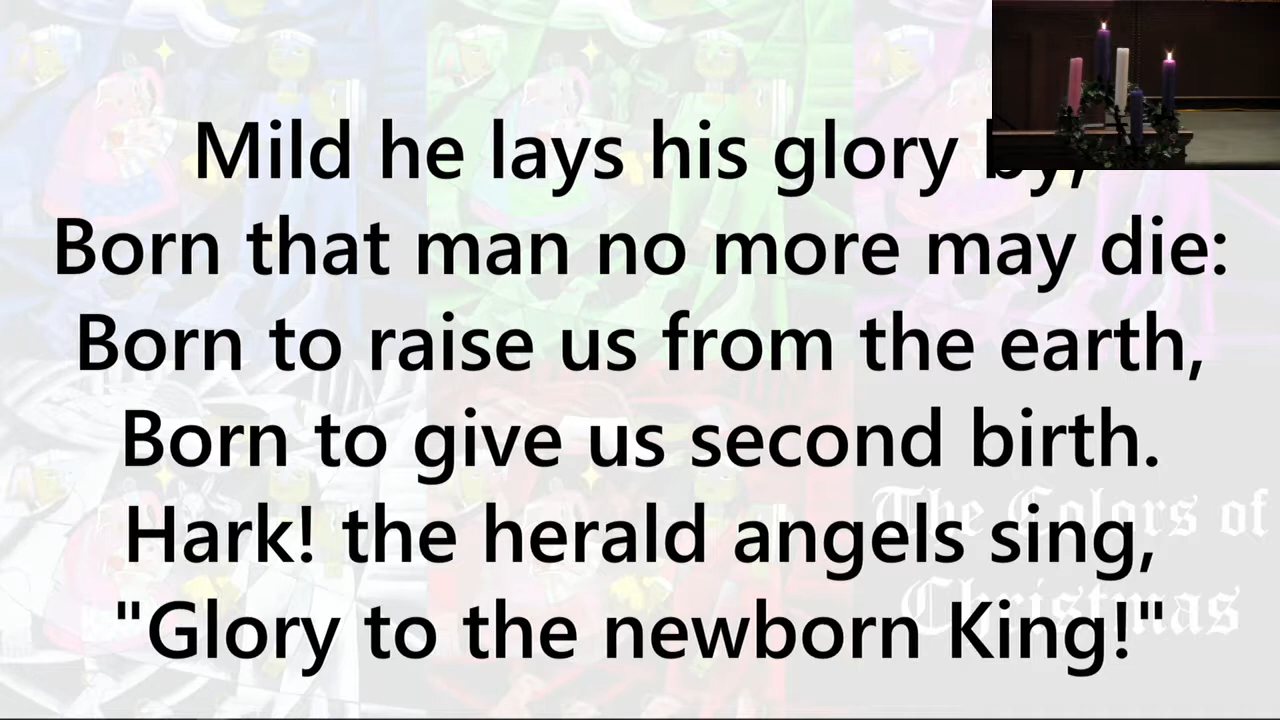 Mild he lays his glory by,
Born that man no more may die:
Born to raise us from the earth,
Born to give us second birth.
Hark! the herald angels sing,
"Glory to the newborn King!"
The Colors of
Christmas